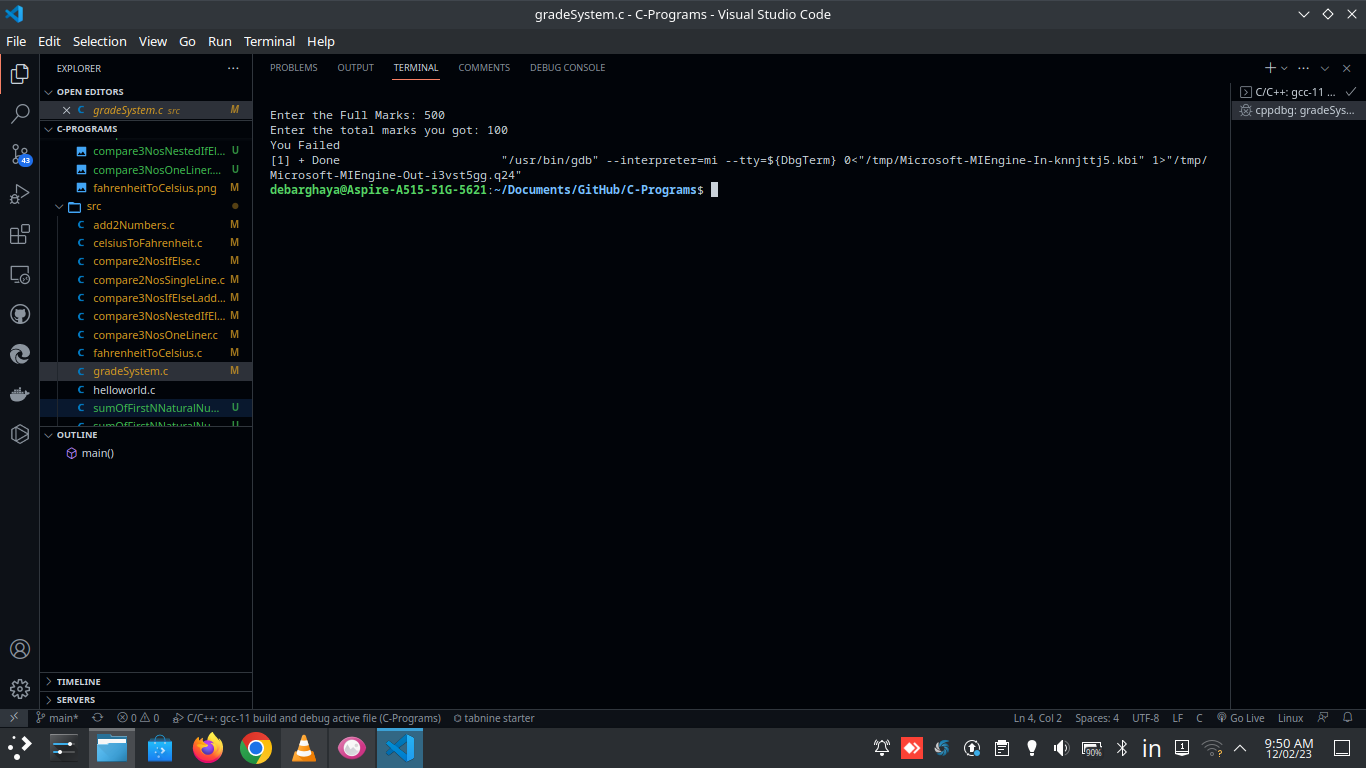 gradeSystem.c - C-Programs - Visual Studio Code
File Edit Selection View Go Run Terminal Help
EXPLORER
OPEN EDITORS
gradeSystem.c src M
C-PROGRAMS
compare3NosNestedIfEl... U
compare3NosOneLiner.... U
fahrenheitToCelsius.png M
src
add2Numbers.c M
celsiusToFahrenheit.c M
compare2NosIfElse.c M
compare2NosSingleLine.c M
compare3NosIfElseLadd... M
compare3NosNestedIfEl... M
compare3NosOneLiner.c M
fahrenheitToCelsius.c M
gradeSystem.c M
helloworld.c
sumOfFirstNNaturalNu... U
sumOfFirstNNaturalNu... U
43
OUTLINE
main()
TIMELINE
SERVERS
PROBLEMS OUTPUT TERMINAL COMMENTS DEBUG CONSOLE
Enter the Full Marks: 500
Enter the total marks you got: 100
You Failed
[1] + Done "/usr/bin/gdb" --interpreter=mi --tty=${DbgTerm} 0<"/tmp/Microsoft-MIEngine-In-knnjttj5.kbi" 1>"/tmp/
Microsoft-MIEngine-Out-i3vst5gg.q24"
debarghaya@Aspire-A515-51G-5621:~/Documents/GitHub/C-Programs$
C/C++: gcc-11 ...
cppdbg: gradeSys...
main* 0 0 C/C++: gcc-11 build and debug active file (C-Programs) tabnine starter Ln 4, Col 2 Spaces: 4 UTF-8 LF C Go Live Linux
90% in 1 9:50 AM
12/02/23